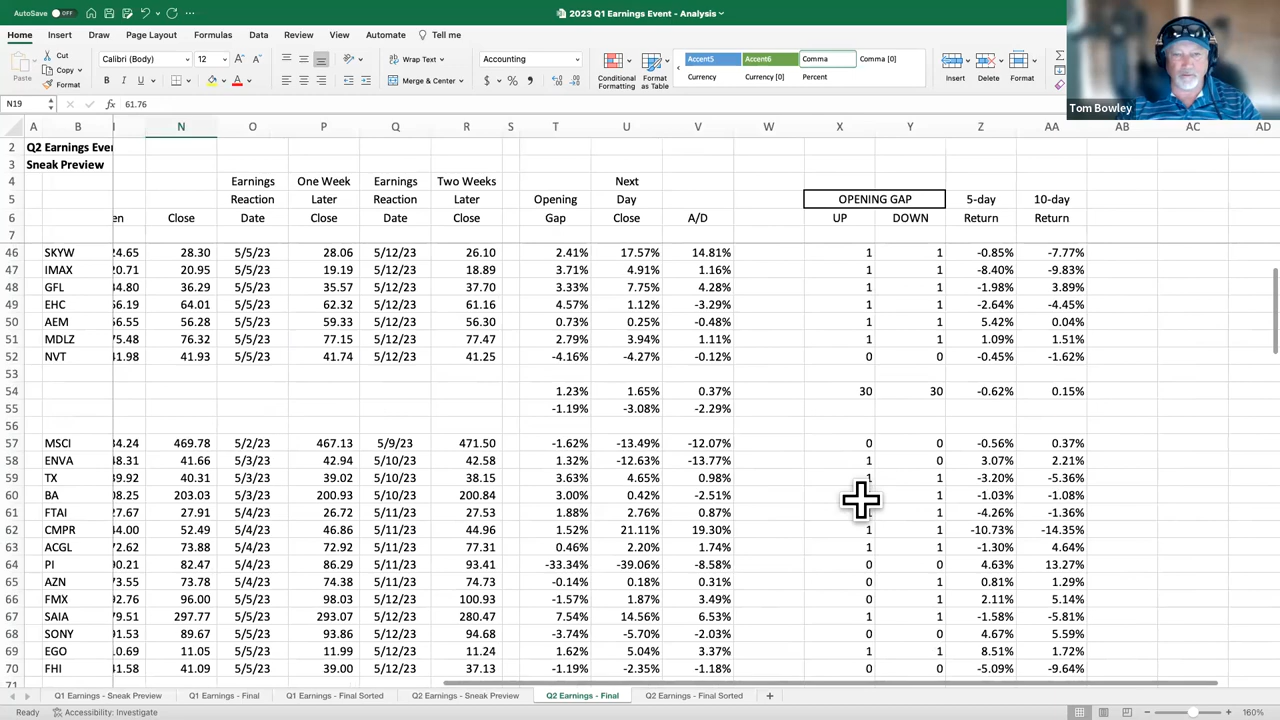 AutoSave OFF 2023 Q1 Earnings Event - Analysis
Home Insert Draw Page Layout Formulas Data Review View Automate Tell me
Cut
Copy
Format
Paste
Calibri (Body) 12
B I U
Wrap Text
Merge & Center
Accounting
$ % 9
Conditional Formatting
Format as Table
Accent5 Accent6 Comma Comma [0]
Currency Currency [0] Percent
Insert Delete Format
Tom Bowley
N19 fx 61.76
A B I N O P Q R S T U V W X Y Z AA AB AC AD
2 Q2 Earnings Ever
3 Sneak Preview
4 Earnings One Week Earnings Two Weeks Next
5 Reaction Later Reaction Later Opening Day OPENING GAP 5-day 10-day
6 en Close Date Close Date Close Gap Close A/D UP DOWN Return Return
7
46 SKYW 24.65 28.30 5/5/23 28.06 5/12/23 26.10 2.41% 17.57% 14.81% 1 1 -0.85% -7.77%
47 IMAX 20.71 20.95 5/5/23 19.19 5/12/23 18.89 3.71% 4.91% 1.16% 1 1 -8.40% -9.83%
48 GFL 34.80 36.29 5/5/23 35.57 5/12/23 37.70 3.33% 7.75% 4.28% 1 1 -1.98% 3.89%
49 EHC 56.19 64.01 5/5/23 62.32 5/12/23 61.16 4.57% 1.12% -3.29% 1 1 -2.64% -4.45%
50 AEM 56.55 56.28 5/5/23 59.33 5/12/23 56.30 0.73% 0.25% -0.48% 1 1 5.42% 0.04%
51 MDLZ 75.48 76.32 5/5/23 77.15 5/12/23 77.47 2.79% 3.94% 1.11% 1 1 1.09% 1.51%
52 NVT 41.98 41.93 5/5/23 41.74 5/12/23 41.25 -4.16% -4.27% -0.12% 0 0 -0.45% -1.62%
53
54 1.23% 1.65% 0.37% 30 30 -0.62% 0.15%
55 -1.19% -3.08% -2.29%
56
57 MSCI 34.24 469.78 5/2/23 467.13 5/9/23 471.50 -1.62% -13.49% -12.07% 0 0 -0.56% 0.37%
58 ENVA 48.31 41.66 5/3/23 42.94 5/10/23 42.58 1.32% -12.63% -13.77% 1 0 3.07% 2.21%
59 TX 39.92 40.31 5/3/23 39.02 5/10/23 38.15 3.63% 4.65% 0.98% 1 1 -3.20% -5.36%
60 BA 08.25 203.03 5/3/23 200.93 5/10/23 200.84 3.00% 0.42% -2.51% 1 -1.03% -1.08%
61 FTAI 27.67 27.91 5/4/23 26.72 5/11/23 27.53 1.88% 2.76% 0.87% 1 -4.26% -1.36%
62 CMPR 44.00 52.49 5/4/23 46.86 5/11/23 44.96 1.52% 21.11% 19.30% 1 1 -10.73% -14.35%
63 ACGL 72.62 73.88 5/4/23 72.92 5/11/23 77.31 0.46% 2.20% 1.74% 1 1 -1.30% 4.64%
64 PI 90.21 82.47 5/4/23 86.29 5/11/23 93.41 -33.34% -39.06% -8.58% 0 0 4.63% 13.27%
65 AZN 73.55 73.78 5/4/23 74.38 5/11/23 74.73 -0.14% 0.18% 0.31% 0 1 0.81% 1.29%
66 FMX 92.76 96.00 5/5/23 98.03 5/12/23 100.93 -1.57% 1.87% 3.49% 0 1 2.11% 5.14%
67 SAIA 79.51 297.77 5/5/23 293.07 5/12/23 280.47 7.54% 14.56% 6.53% 1 1 -1.58% -5.81%
68 SONY 91.53 89.67 5/5/23 93.86 5/12/23 94.68 -3.74% -5.70% -2.03% 0 0 4.67% 5.59%
69 EGO 10.69 11.05 5/5/23 11.99 5/12/23 11.24 1.62% 5.04% 3.37% 1 1 8.51% 1.72%
70 FHI 41.58 41.09 5/5/23 39.00 5/12/23 37.13 -1.19% -2.35% -1.18% 0 0 -5.09% -9.64%
71
Q1 Earnings - Sneak Preview Q1 Earnings - Final Q1 Earnings - Final Sorted Q2 Earnings - Sneak Preview Q2 Earnings - Final Q2 Earnings - Final Sorted +
Ready Accessibility: Investigate 160%